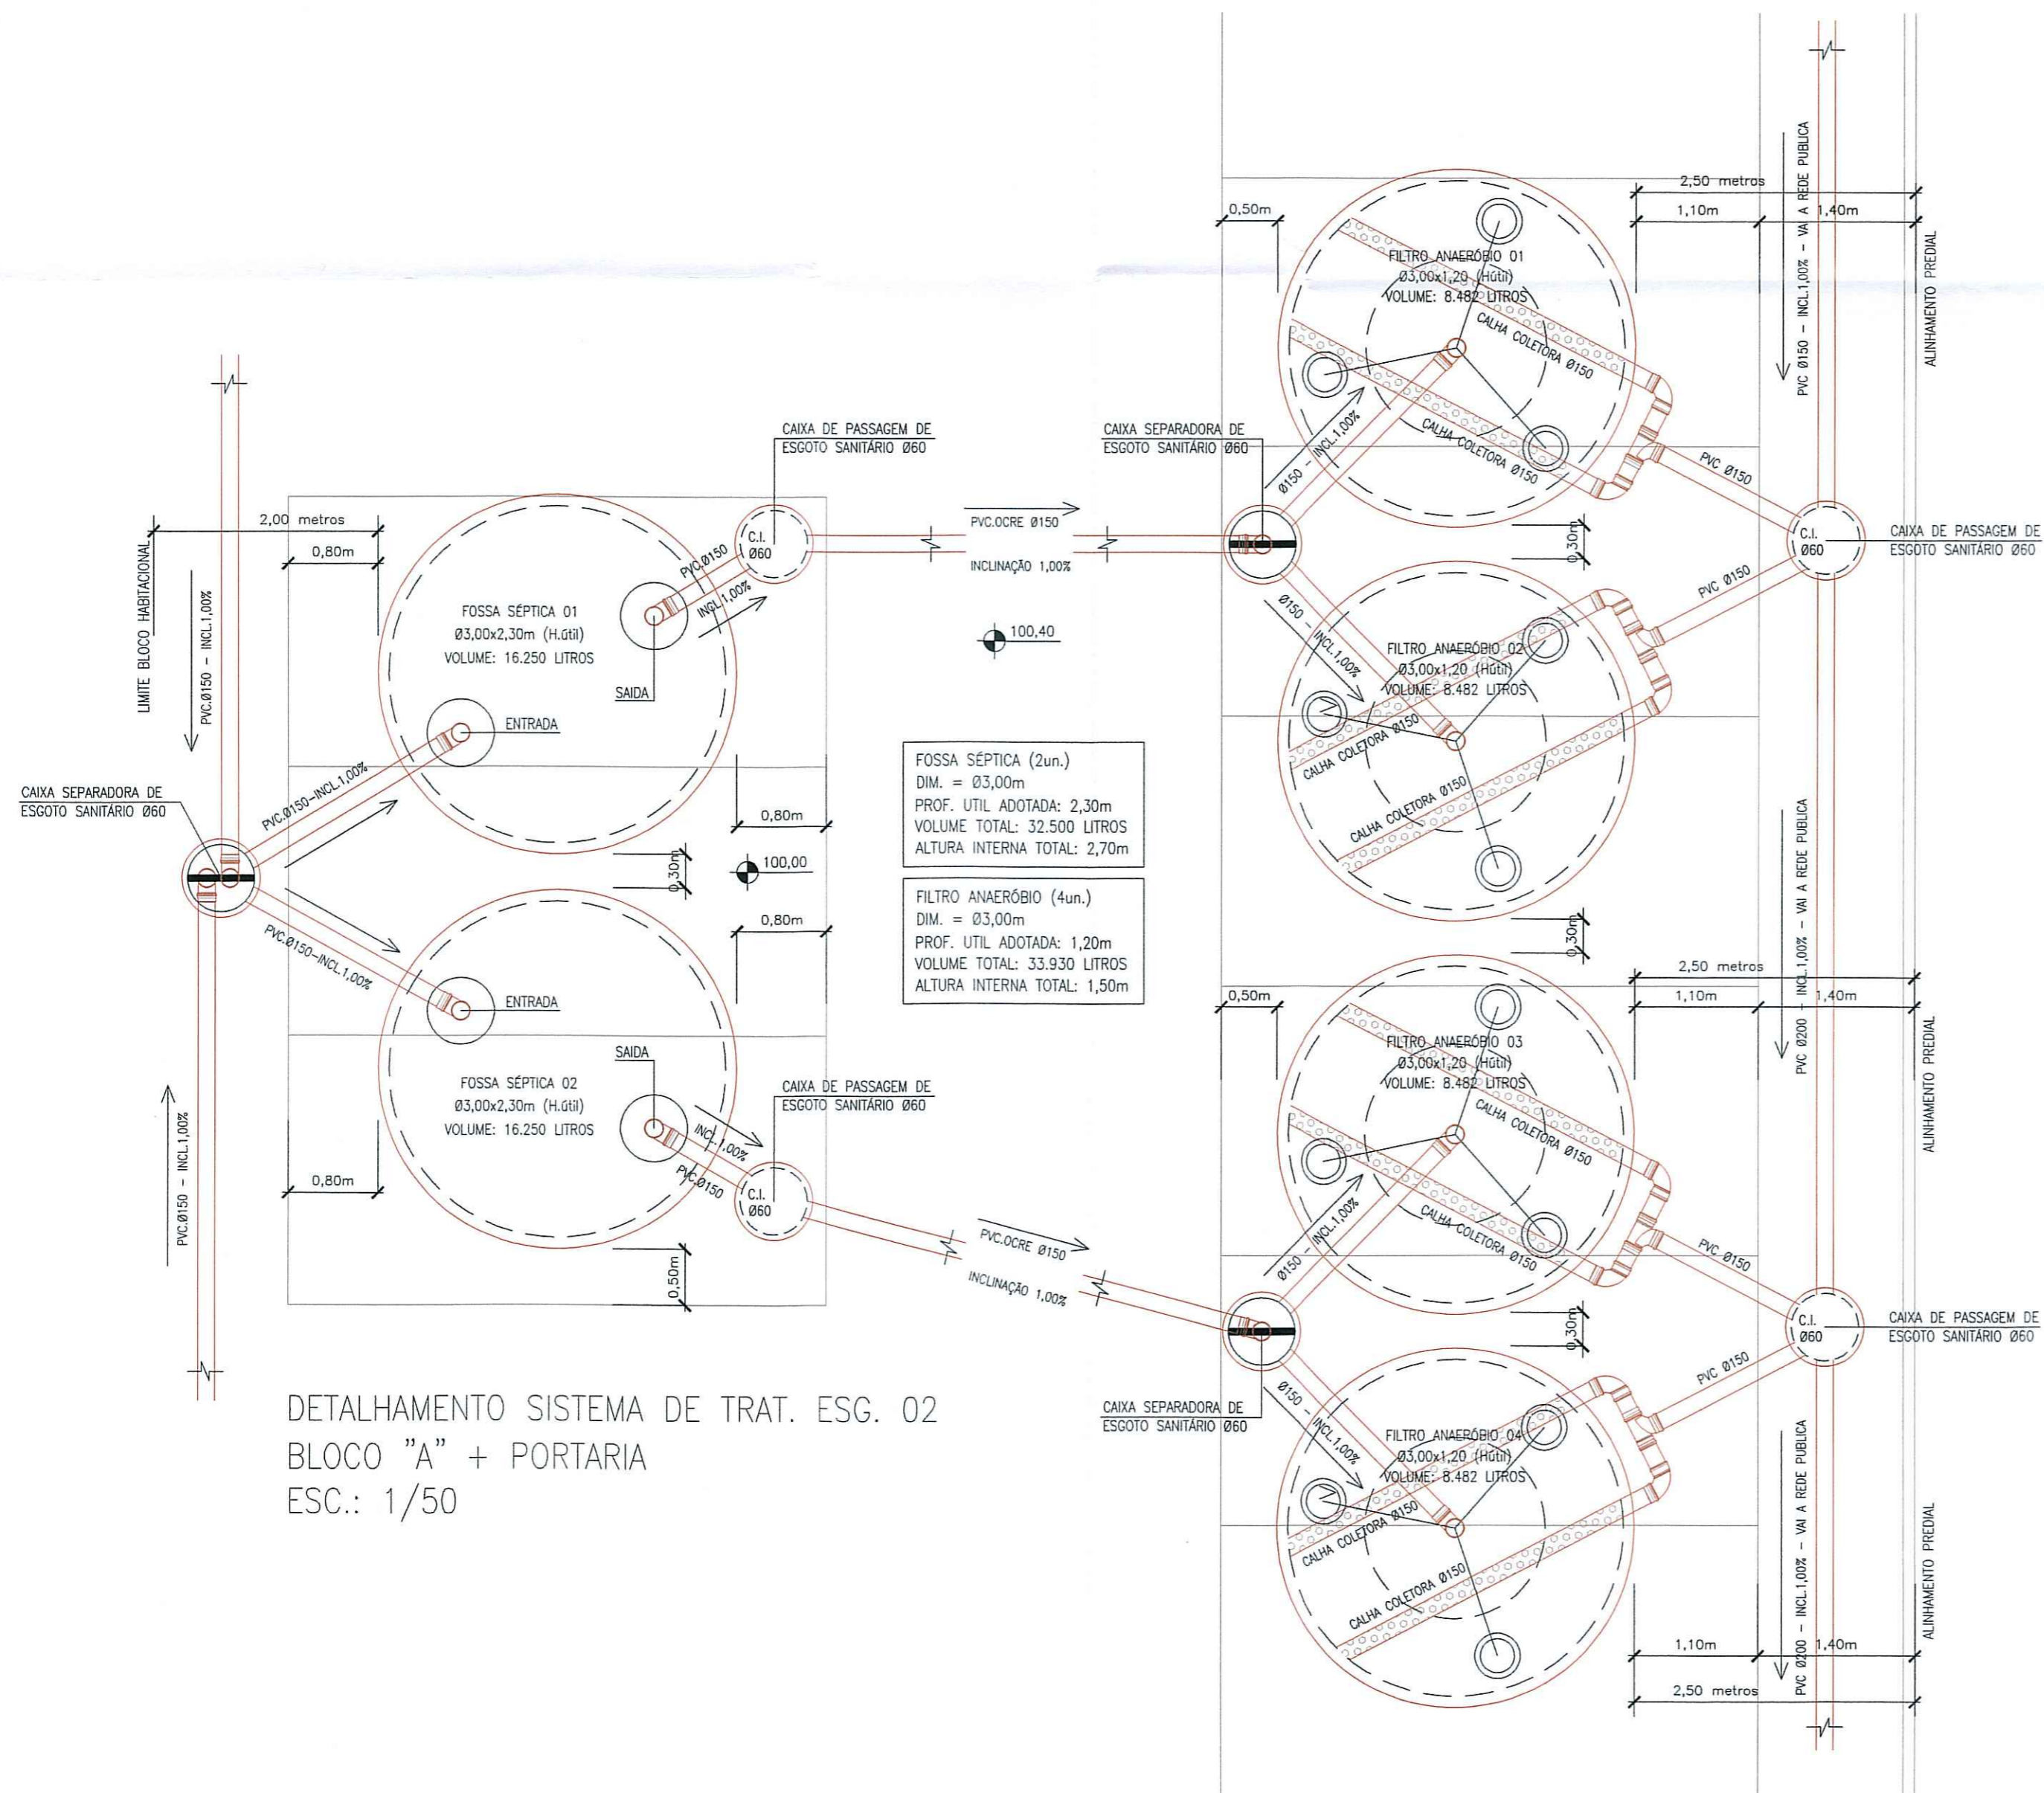 PVC Ø150 - INCL.1,00% - VAI A REDE PUBLICA
2,50 metros
0,50m
1,10m
1,40m
ALINHAMENTO PREDIAL
FILTRO ANAERÓBIO 01
Ø3,00x1,20 (Hútil)
VOLUME: 8.482 LITROS
CALHA COLETORA Ø150
CALHA COLETORA Ø150
Ø150 - INCL.1,00%
PVC Ø150
CAIXA DE PASSAGEM DE
ESGOTO SANITÁRIO Ø60
CAIXA SEPARADORA DE
ESGOTO SANITÁRIO Ø60
LIMITE BLOCO HABITACIONAL
2,00 metros
0,80m
PVC.Ø150 - INCL.1,00%
C.I.
Ø60
PVC.Ø150
INCL.1,00%
PVC.OCRE Ø150
INCLINAÇÃO 1,00%
0,30m
C.I.
Ø60
CAIXA DE PASSAGEM DE
ESGOTO SANITÁRIO Ø60
FOSSA SÉPTICA 01
Ø3,00x2,30m (H.útil)
VOLUME: 16.250 LITROS
SAIDA
ENTRADA
100,40
Ø150 - INCL.1,00%
FILTRO ANAERÓBIO 02
Ø3,00x1,20 (Hútil)
VOLUME: 8.482 LITROS
CALHA COLETORA Ø150
CALHA COLETORA Ø150
PVC Ø150
CAIXA SEPARADORA DE
ESGOTO SANITÁRIO Ø60
PVC.Ø150-INCL.1,00%
0,80m
0,30m
100,00
0,80m
FOSSA SÉPTICA (2un.)
DIM. = Ø3,00m
PROF. UTIL ADOTADA: 2,30m
VOLUME TOTAL: 32.500 LITROS
ALTURA INTERNA TOTAL: 2,70m
FILTRO ANAERÓBIO (4un.)
DIM. = Ø3,00m
PROF. UTIL ADOTADA: 1,20m
VOLUME TOTAL: 33.930 LITROS
ALTURA INTERNA TOTAL: 1,50m
PVC Ø200 - INCL.1,00% - VAI A REDE PUBLICA
0,30m
2,50 metros
0,50m
1,10m
1,40m
ALINHAMENTO PREDIAL
PVC.Ø150-INCL.1,00%
ENTRADA
SAIDA
FOSSA SÉPTICA 02
Ø3,00x2,30m (H.útil)
VOLUME: 16.250 LITROS
CAIXA DE PASSAGEM DE
ESGOTO SANITÁRIO Ø60
INCL.1,00%
PVC.Ø150
C.I.
Ø60
0,80m
PVC.Ø150 - INCL.1,00%
0,50m
PVC.OCRE Ø150
INCLINAÇÃO 1,00%
FILTRO ANAERÓBIO 03
Ø3,00x1,20 (Hútil)
VOLUME: 8.482 LITROS
CALHA COLETORA Ø150
CALHA COLETORA Ø150
Ø150 - INCL.1,00%
PVC Ø150
0,30m
C.I.
Ø60
CAIXA DE PASSAGEM DE
ESGOTO SANITÁRIO Ø60
PVC Ø150
CAIXA SEPARADORA DE
ESGOTO SANITÁRIO Ø60
Ø150 - INCL.1,00%
FILTRO ANAERÓBIO 04
Ø3,00x1,20 (Hútil)
VOLUME: 8.482 LITROS
CALHA COLETORA Ø150
CALHA COLETORA Ø150
PVC Ø200 - INCL.1,00% - VAI A REDE PUBLICA
ALINHAMENTO PREDIAL
1,10m
1,40m
2,50 metros
DETALHAMENTO SISTEMA DE TRAT. ESG. 02
BLOCO "A" + PORTARIA
ESC.: 1/50